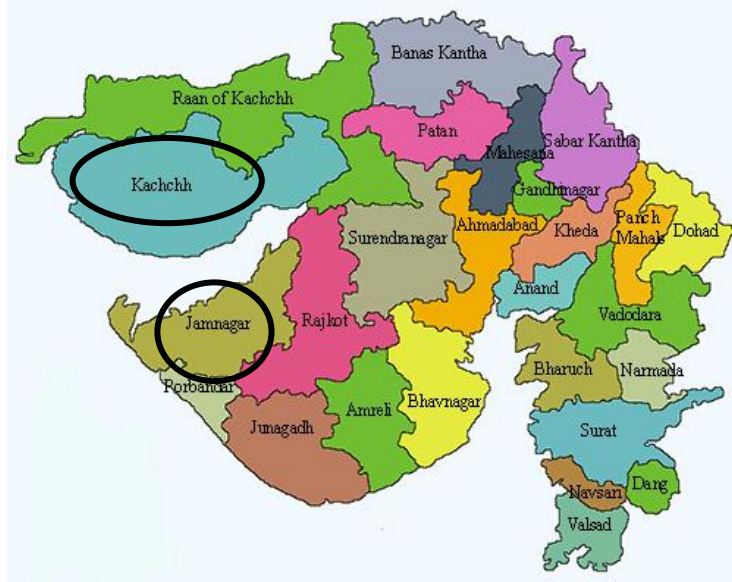 Banas Kantha
Raan of Kachchh
Patan
Sabar Kantha
Mahesana
Kachchh
Gandhinagar
Ahmadabad
Kheda
Panch
Mahals
Dohad
Surendranagar
Anand
Vadodara
Jamnagar
Rajkot
Bharuch
Narmada
Porbandar
Amreli
Bhavnagar
Junagadh
Surat
Navsari
Dang
Valsad